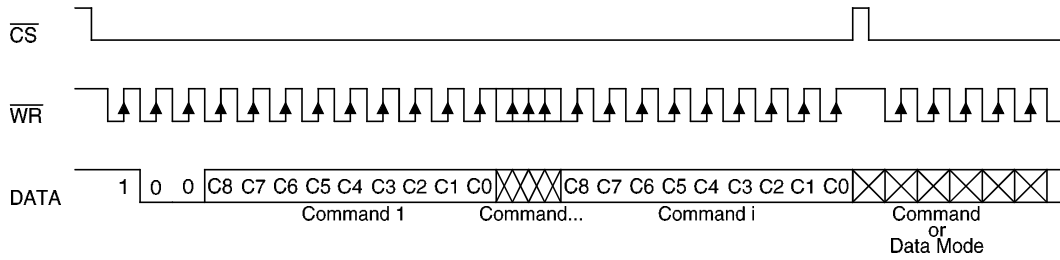 CS
WR
DATA 1 0 0 C8 C7 C6 C5 C4 C3 C2 C1 C0 C8 C7 C6 C5 C4 C3 C2 C1 C0
Command 1 Command... Command i Command
or
Data Mode